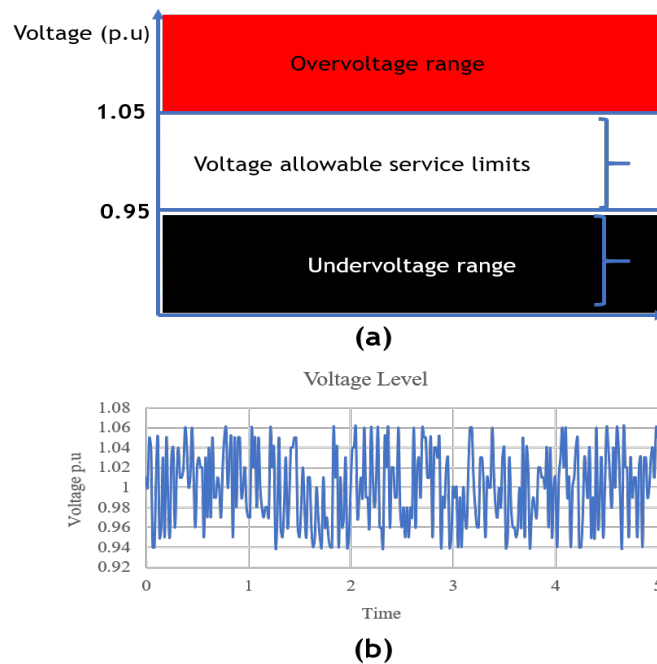 Voltage (p.u)
Overvoltage range
1.05
Voltage allowable service limits
0.95
Undervoltage range
(a)
Voltage Level
1.08
1.06
1.04
1.02
1
0.98
0.96
0.94
0.92
Voltage p.u
0 1 2 3 4 5
Time
(b)